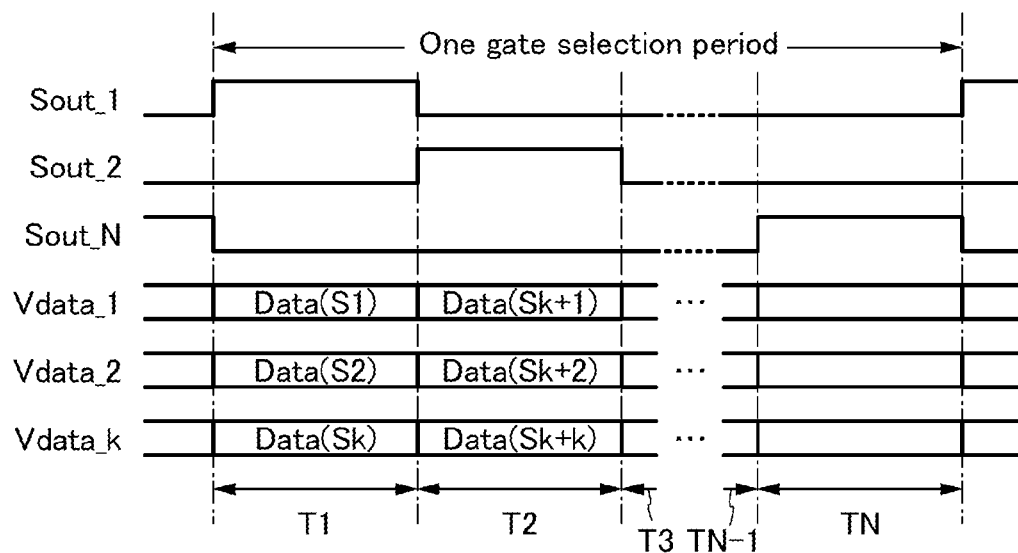 One gate selection period
Sout_1
Sout_2
Sout_N
Vdata_1 Data(S1) Data(Sk+1) ...
Vdata_2 Data(S2) Data(Sk+2) ...
Vdata_k Data(Sk) Data(Sk+k) ...
T1 T2 T3 TN-1 TN